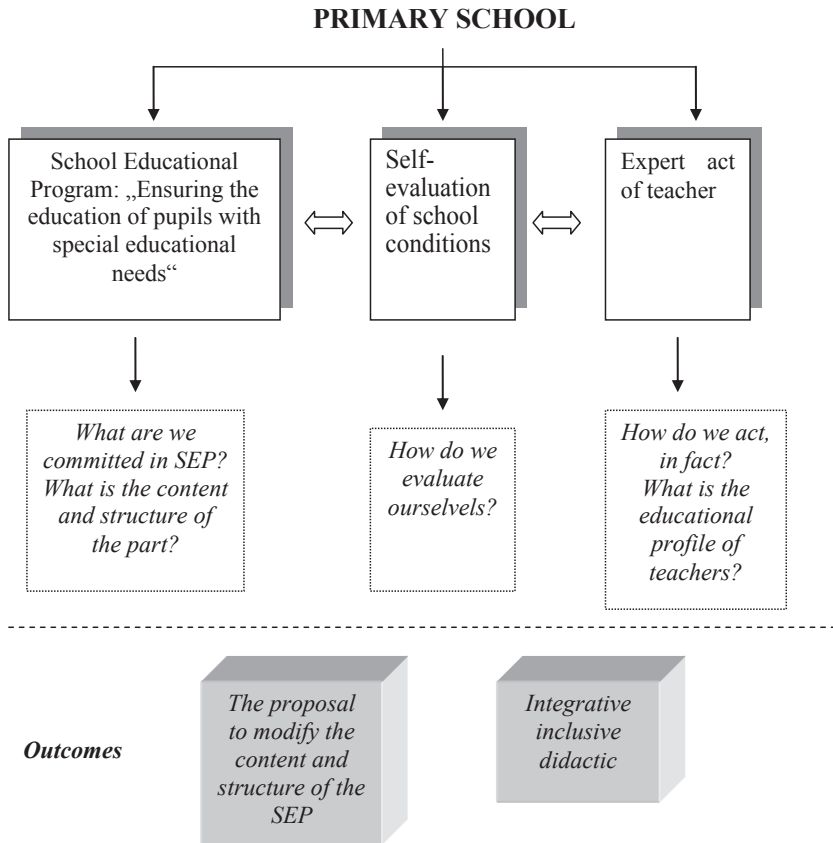 PRIMARY SCHOOL
School Educational
Program: „Ensuring the
education of pupils with
special educational
needs“
Self-
evaluation
of school
conditions
Expert act
of teacher
What are we
committed in SEP?
What is the content
and structure of
the part?
How do we
evaluate
ourselvels?
How do we act,
in fact?
What is the
educational
profile of
teachers?
Outcomes
The proposal
to modify the
content and
structure of the
SEP
Integrative
inclusive
didactic